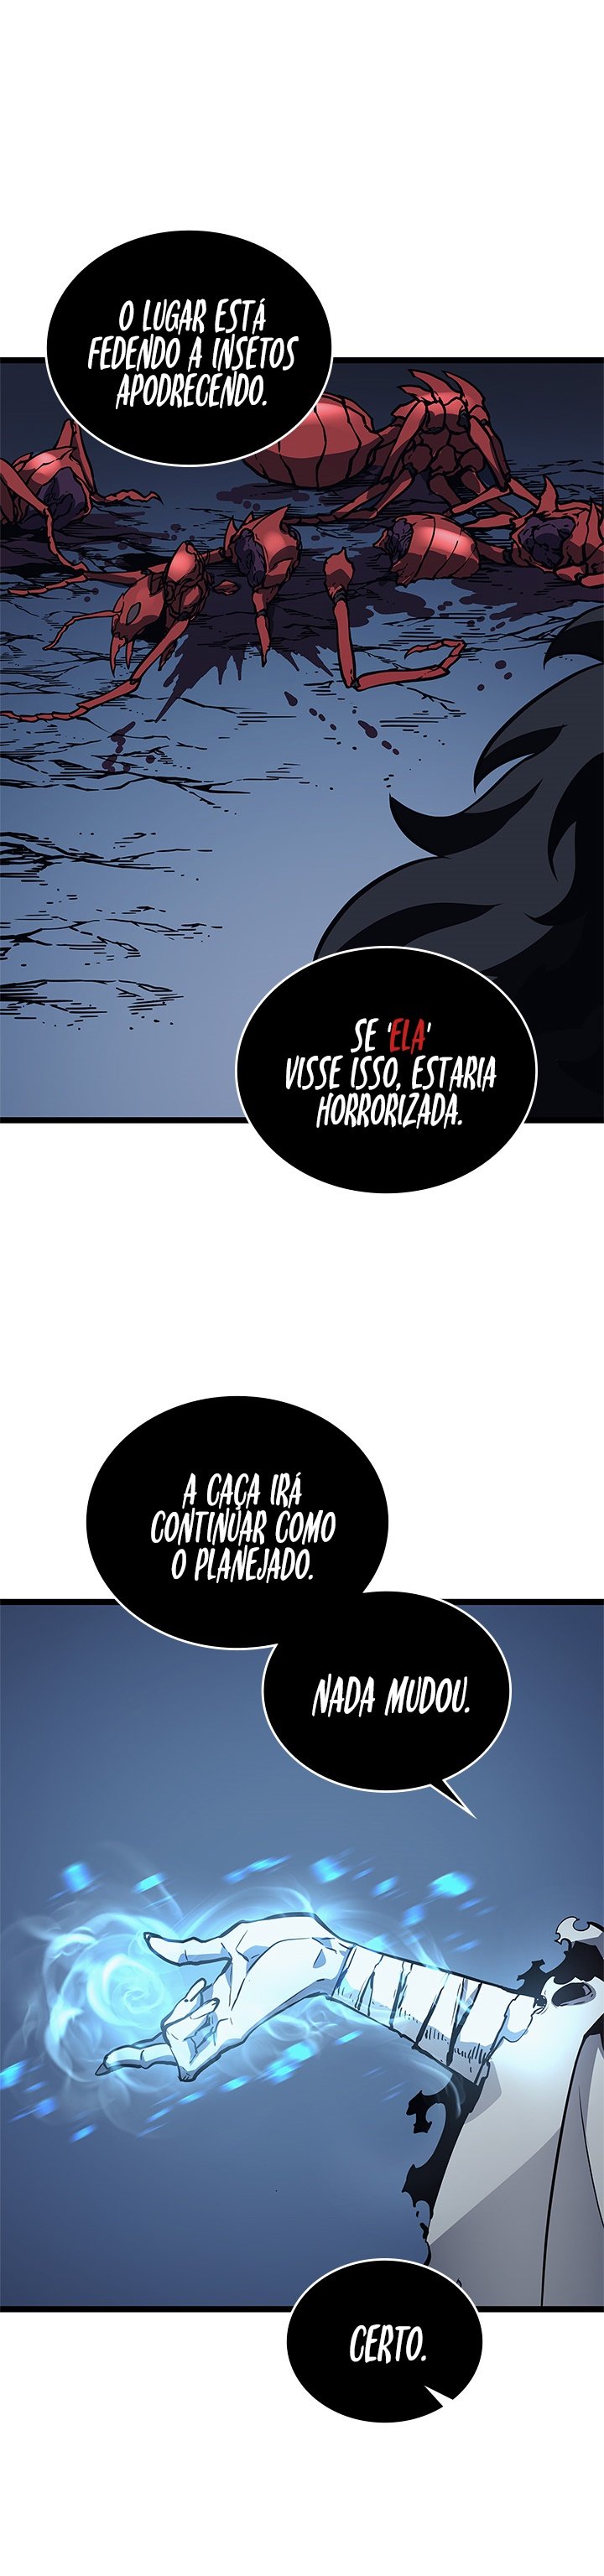 O LUGAR ESTÁ
FEDENDO A INSETOS
APODRECENDO.
SE 'ELA'
VISSE ISSO, ESTARIA
HORRORIZADA.
A CAÇA IRÁ
CONTINUAR COMO
O PLANEJADO.
NADA MUDOU.
CERTO.